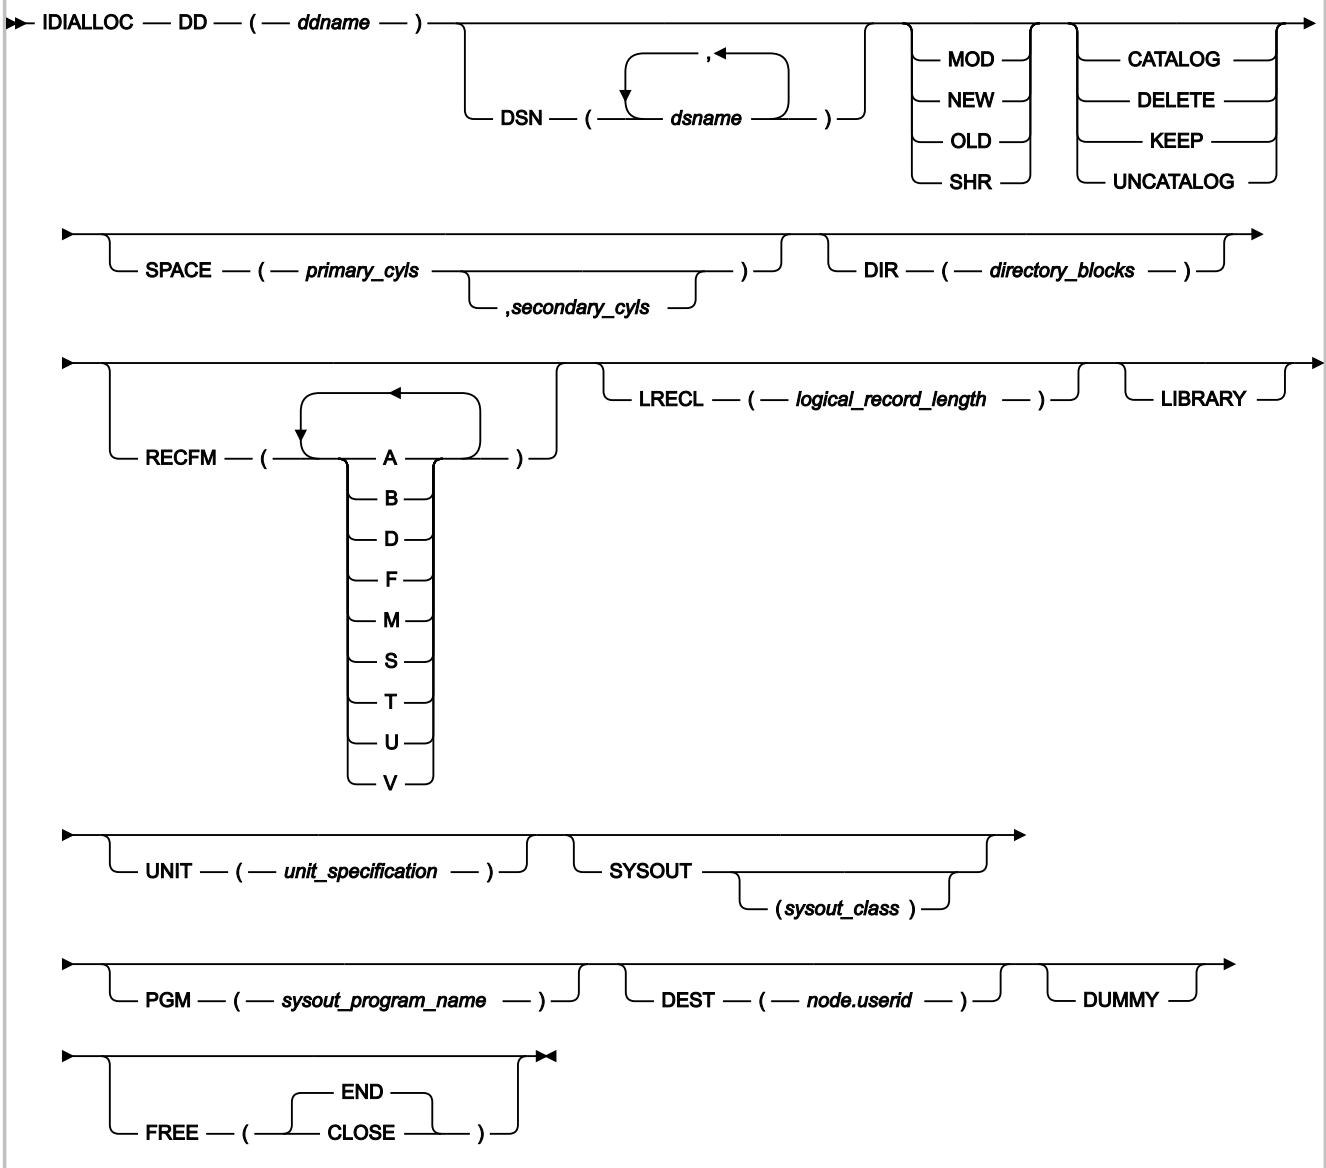 IDIALLOC DD ( ddname )
DSN ( dsname , )
MOD
NEW
OLD
SHR
CATALOG
DELETE
KEEP
UNCATALOG
SPACE ( primary_cyls ,secondary_cyls )
DIR ( directory_blocks )
RECFM ( A
B
D
F
M
S
T
U
V
)
LRECL ( logical_record_length )
LIBRARY
UNIT ( unit_specification )
SYSOUT
(sysout_class )
PGM ( sysout_program_name )
DEST ( node.userid )
DUMMY
FREE ( END
CLOSE )